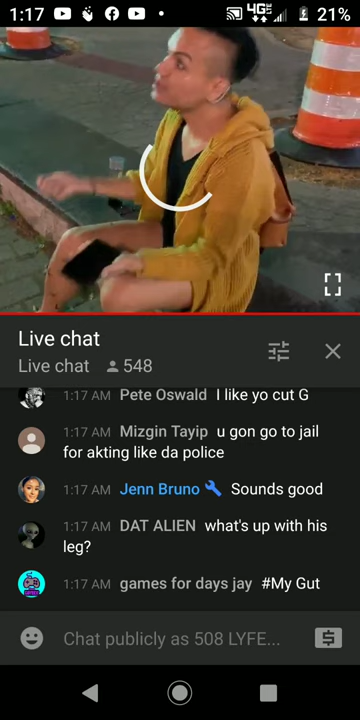 1:17
4G
21%
Live chat
Live chat 548
1:17 AM Pete Oswald I like yo cut G
1:17 AM Mizgin Tayip u gon go to jail
for akting like da police
1:17 AM Jenn Bruno Sounds good
1:17 AM DAT ALIEN what's up with his
leg?
1:17 AM games for days jay #My Gut
Chat publicly as 508 LYFE...